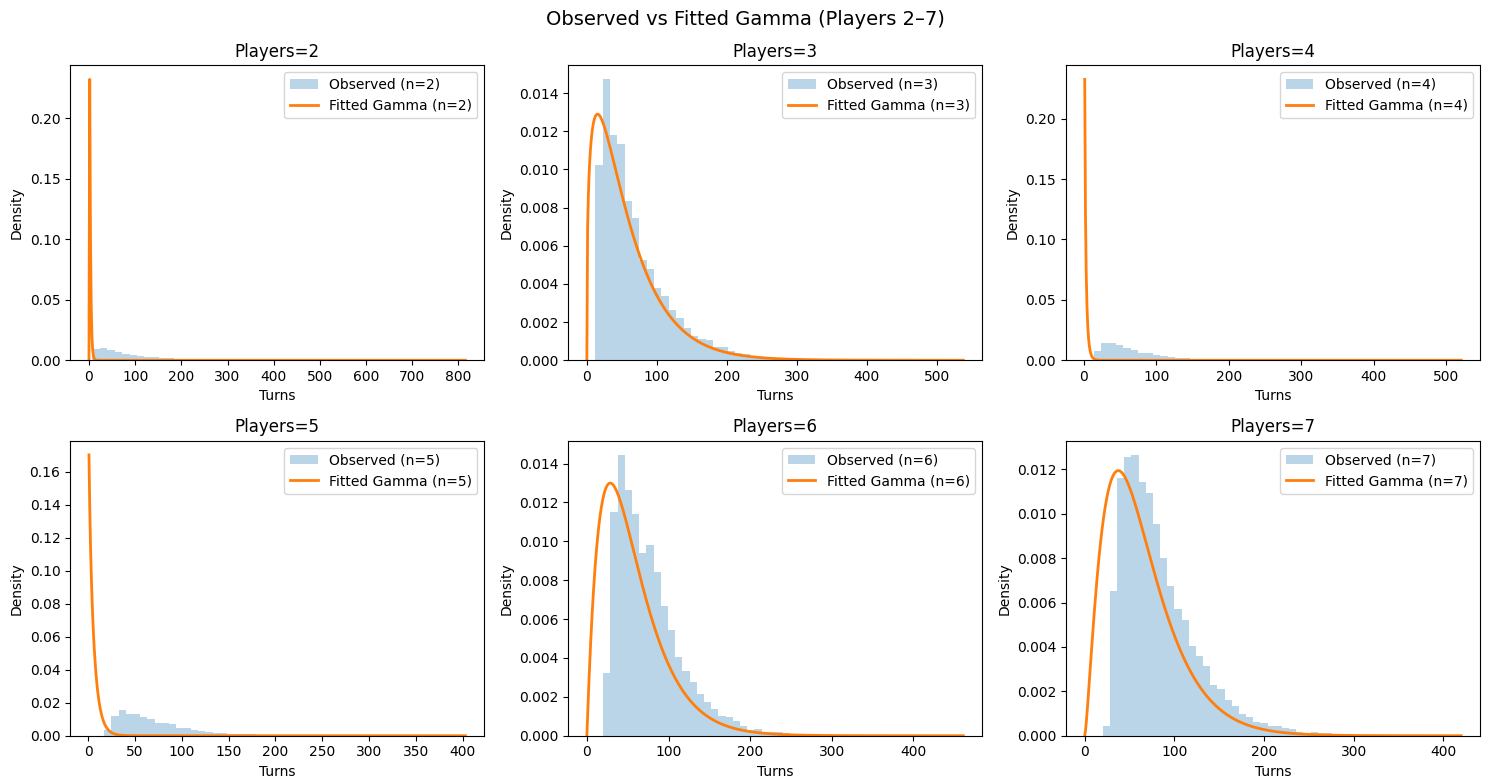 Observed vs Fitted Gamma (Players 2–7)
Players=2
Observed (n=2)
Fitted Gamma (n=2)
Density
0.20
0.15
0.10
0.05
0.00
0 100 200 300 400 500 600 700 800
Turns
Players=3
Observed (n=3)
Fitted Gamma (n=3)
Density
0.014
0.012
0.010
0.008
0.006
0.004
0.002
0.000
0 100 200 300 400 500
Turns
Players=4
Observed (n=4)
Fitted Gamma (n=4)
Density
0.20
0.15
0.10
0.05
0.00
0 100 200 300 400 500
Turns
Players=5
Observed (n=5)
Fitted Gamma (n=5)
Density
0.16
0.14
0.12
0.10
0.08
0.06
0.04
0.02
0.00
0 50 100 150 200 250 300 350 400
Turns
Players=6
Observed (n=6)
Fitted Gamma (n=6)
Density
0.014
0.012
0.010
0.008
0.006
0.004
0.002
0.000
0 100 200 300 400
Turns
Players=7
Observed (n=7)
Fitted Gamma (n=7)
Density
0.012
0.010
0.008
0.006
0.004
0.002
0.000
0 100 200 300 400
Turns